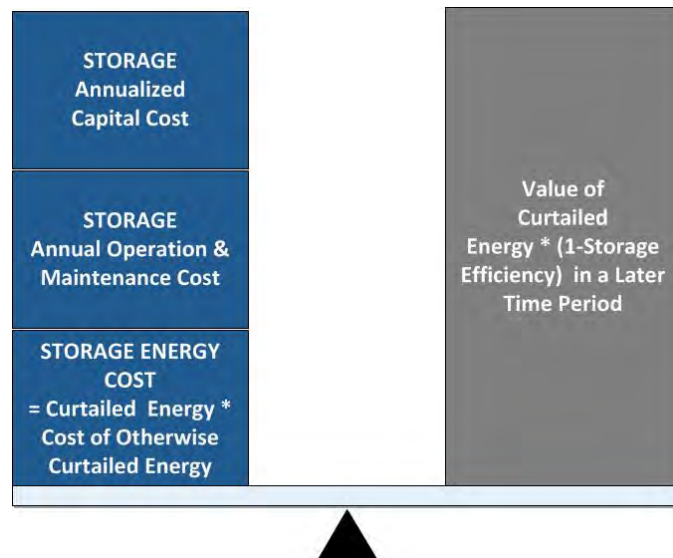 STORAGE
Annualized
Capital Cost
STORAGE
Annual Operation &
Maintenance Cost
STORAGE ENERGY
COST
= Curtailed  Energy *
Cost of Otherwise
Curtailed Energy
Value of
Curtailed
Energy * (1-Storage
Efficiency)  in a Later
Time Period